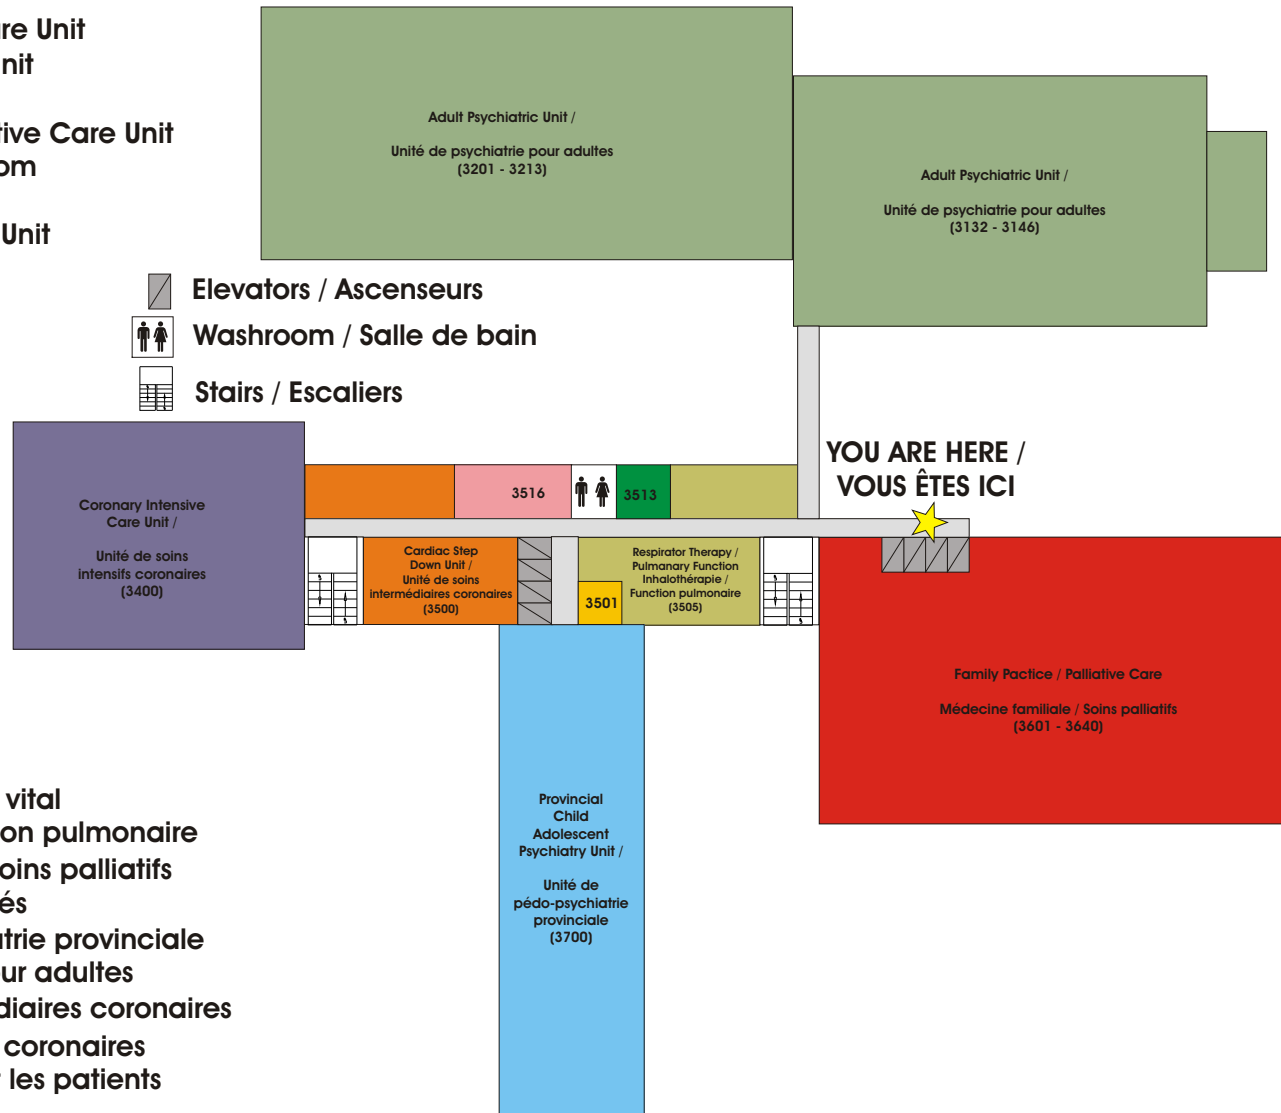 re Unit
nit
tive Care Unit
om
Unit
Adult Psychiatric Unit /
Unité de psychiatrie pour adultes
(3201 - 3213)
Adult Psychiatric Unit /
Unité de psychiatrie pour adultes
(3132 - 3146)
Elevators / Ascenseurs
Washroom / Salle de bain
Stairs / Escaliers
YOU ARE HERE /
VOUS ÊTES ICI
Coronary Intensive
Care Unit /
Unité de soins
intensifs coronaires
(3400)
3516
3513
Cardiac Step
Down Unit /
Unité de soins
intermédiaires coronaires
(3500)
3501
Respirator Therapy /
Pulmanary Function
Inhalothérapie /
Function pulmonaire
(3505)
Family Pactice / Palliative Care
Médecine familiale / Soins palliatifs
(3601 - 3640)
Provincial
Child
Adolescent
Psychiatry Unit /
Unité de
pédo-psychiatrie
provinciale
(3700)
vital
on pulmonaire
oins palliatifs
és
trie provinciale
ur adultes
diaires coronaires
coronaires
les patients